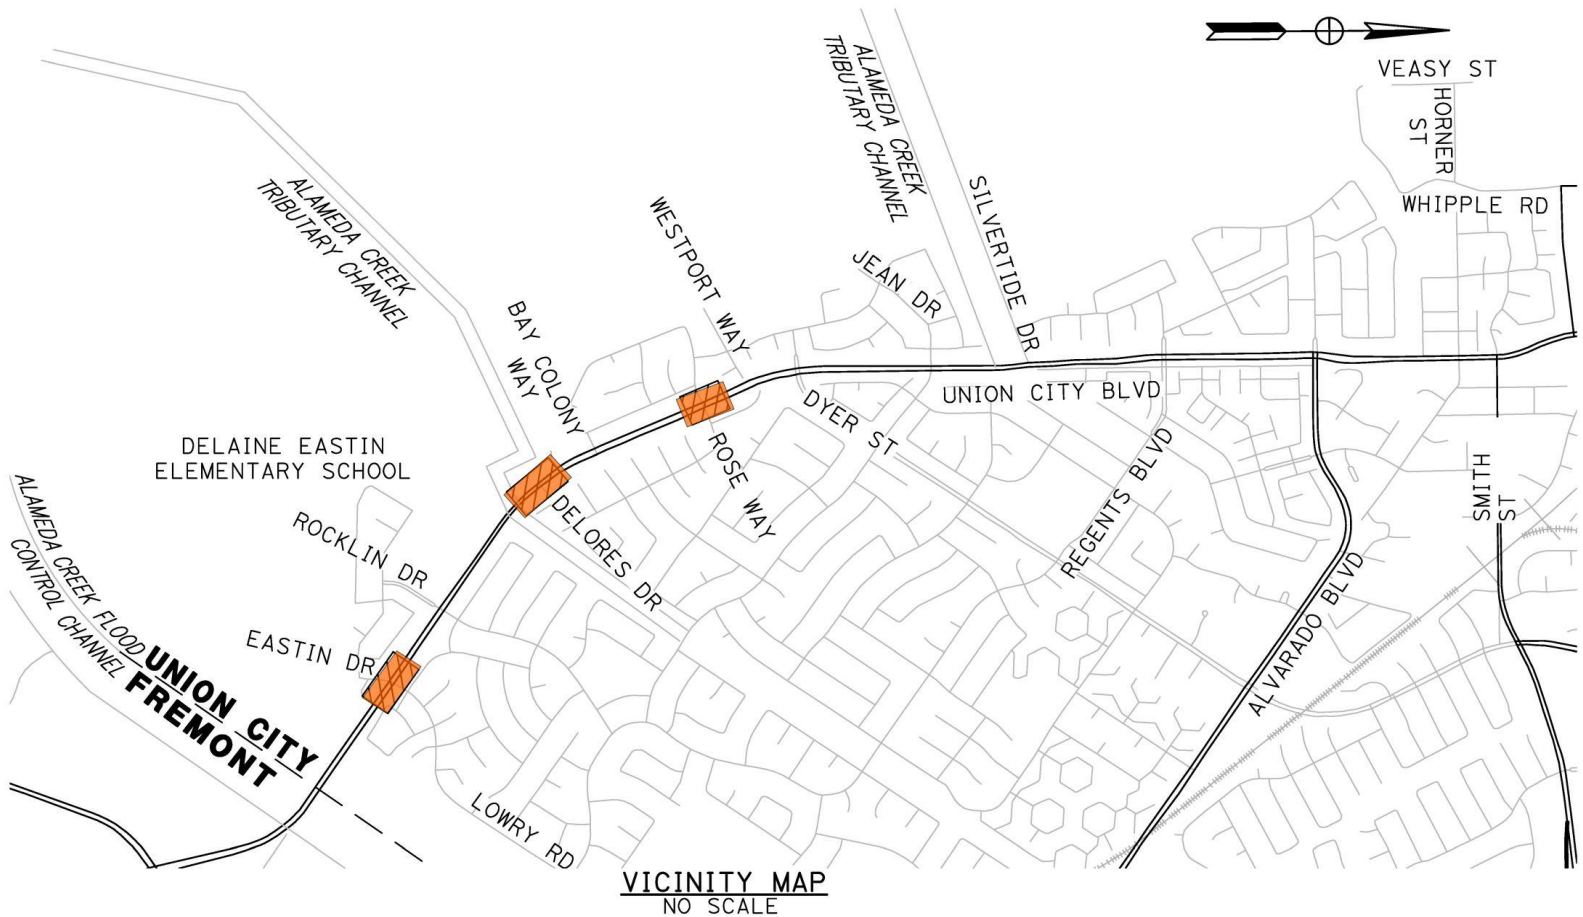 VEASY ST
HORNER
ST
WHIPPLE RD
ALAMEDA CREEK
TRIBUTARY CHANNEL
SILVERTIDE DR
JEAN DR
WESTPORT WAY
ALAMEDA CREEK
TRIBUTARY CHANNEL
BAY COLONY
WAY
UNION CITY BLVD
DYER ST
ROSE WAY
REGENTS BLVD
DELAINE EASTIN
ELEMENTARY SCHOOL
DELORES DR
SMITH
ST
ROCKLIN DR
ALVARADO BLVD
EASTIN DR
ALAMEDA CREEK FLOOD
CONTROL CHANNEL
UNION CITY
FREMONT
LOWRY RD
VICINITY MAP
NO SCALE